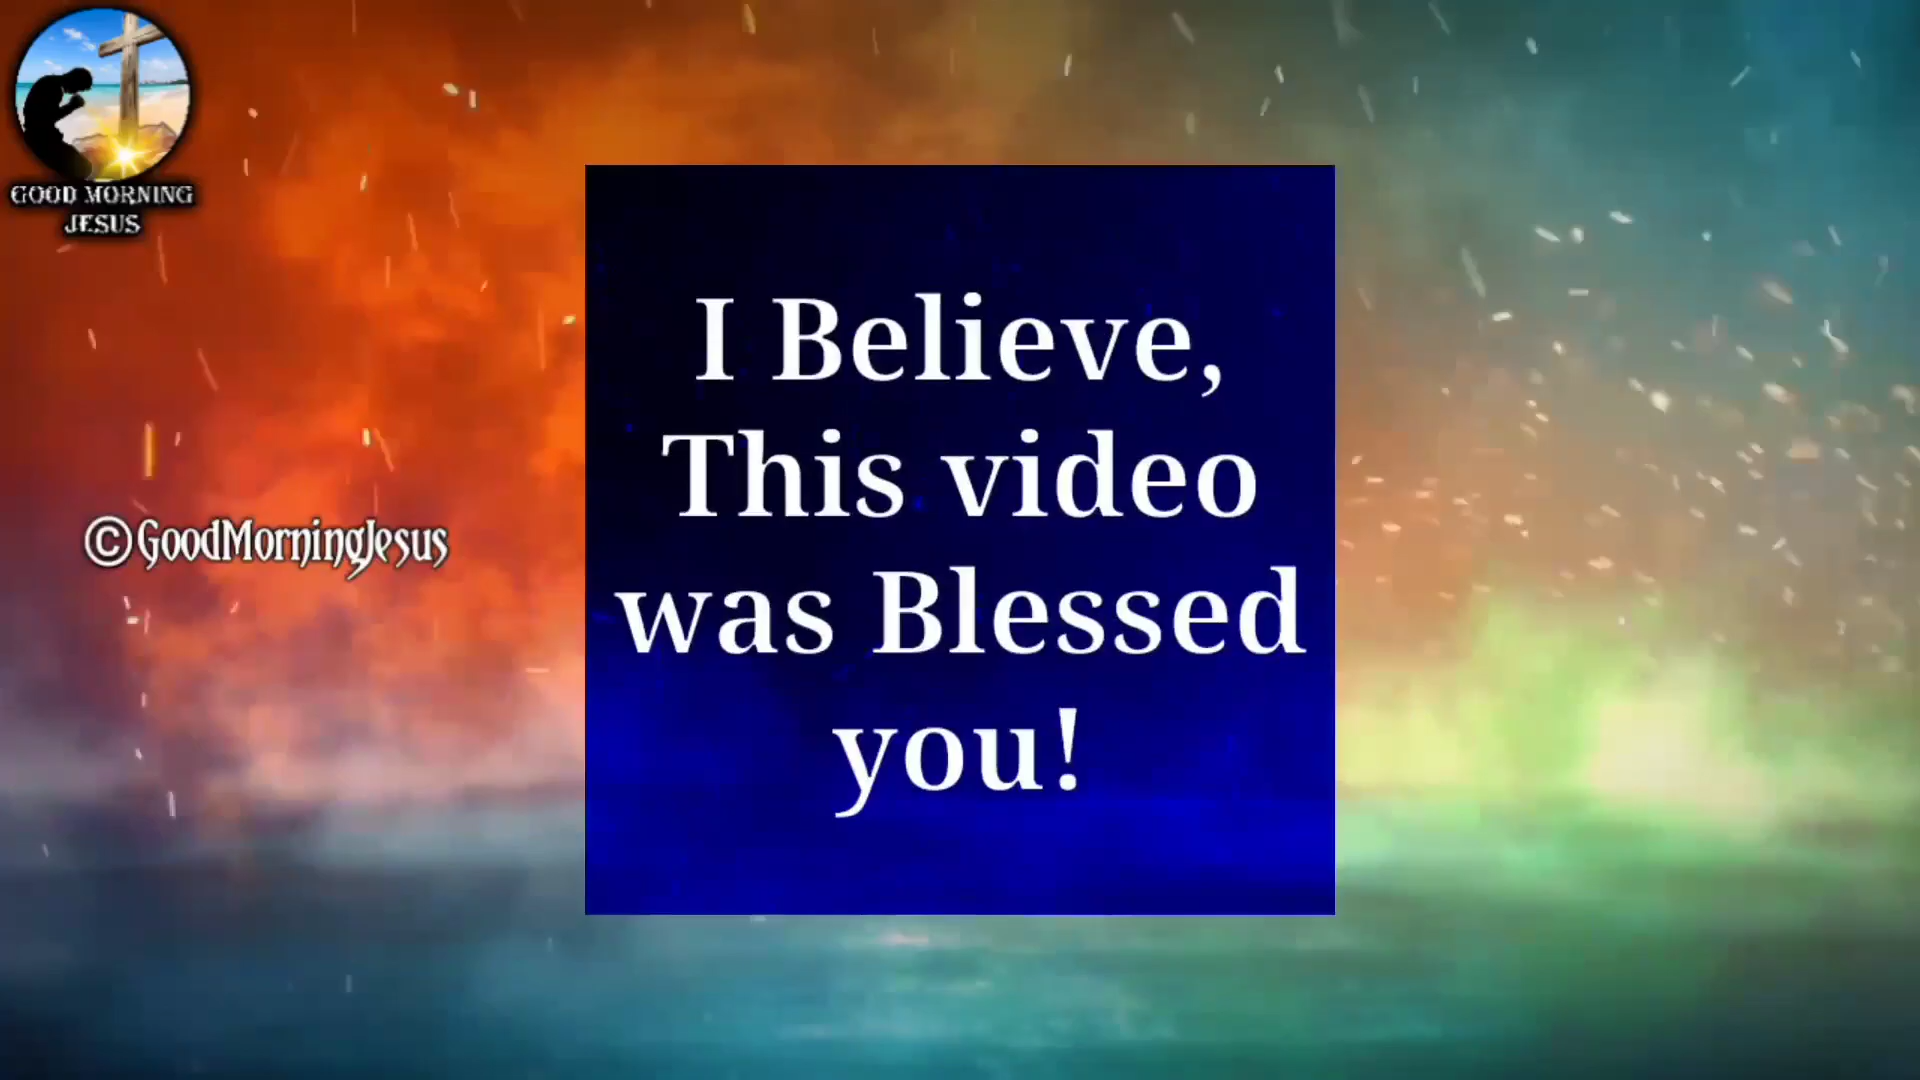 GOOD MORNING
JESUS
I Believe,
This video
was Blessed
you!
©GoodMorningJesus